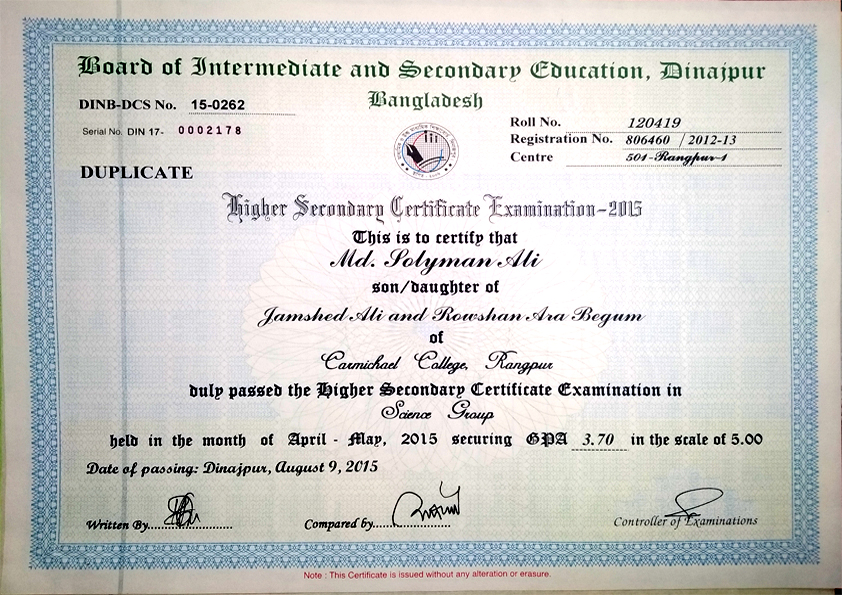 Board of Intermediate and Secondary Education, Dinajpur
Bangladesh
DINB-DCS No. 15-0262
Serial No. DIN 17- 0002178
DUPLICATE
Roll No. 120419
Registration No. 806460 / 2012-13
Centre 501-Rangpur-1
Higher Secondary Certificate Examination-2015
This is to certify that
Md. Solyman Ali
son/daughter of
Jamshed Ali and Rowshan Ara Begum
of
Carmichael College, Rangpur
duly passed the Higher Secondary Certificate Examination in
Science Group
held in the month of April - May, 2015 securing GPA 3.70 in the scale of 5.00
Date of passing: Dinajpur, August 9, 2015
Written By
Compared by
Controller of Examinations
Note : This Certificate is issued without any alteration or erasure.